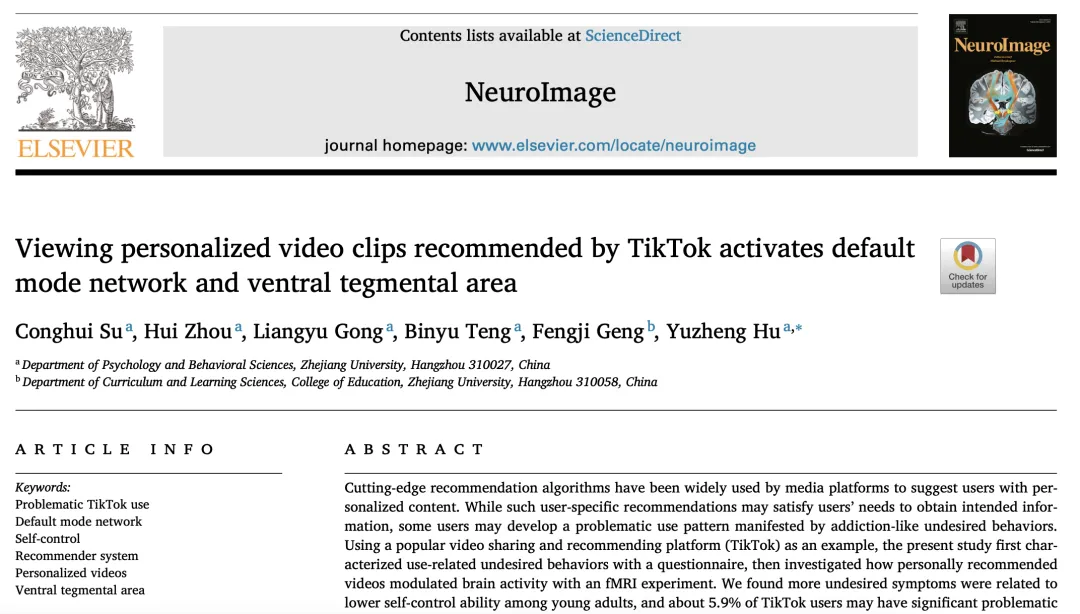 Contents lists available at ScienceDirect
NeuroImage
journal homepage: www.elsevier.com/locate/neuroimage
ELSEVIER
NeuroImage
Viewing personalized video clips recommended by TikTok activates default
mode network and ventral tegmental area
Check for
updates
Conghui Su a, Hui Zhou a, Liangyu Gong a, Binyu Teng a, Fengji Geng b, Yuzheng Hu a,*
a Department of Psychology and Behavioral Sciences, Zhejiang University, Hangzhou 310027, China
b Department of Curriculum and Learning Sciences, College of Education, Zhejiang University, Hangzhou 310058, China
ARTICLE INFO
Keywords:
Problematic TikTok use
Default mode network
Self-control
Recommender system
Personalized videos
Ventral tegmental area
ABSTRACT
Cutting-edge recommendation algorithms have been widely used by media platforms to suggest users with per-
sonalized content. While such user-specific recommendations may satisfy users’ needs to obtain intended infor-
mation, some users may develop a problematic use pattern manifested by addiction-like undesired behaviors.
Using a popular video sharing and recommending platform (TikTok) as an example, the present study first char-
acterized use-related undesired behaviors with a questionnaire, then investigated how personally recommended
videos modulated brain activity with an fMRI experiment. We found more undesired symptoms were related to
lower self-control ability among young adults, and about 5.9% of TikTok users may have significant problematic